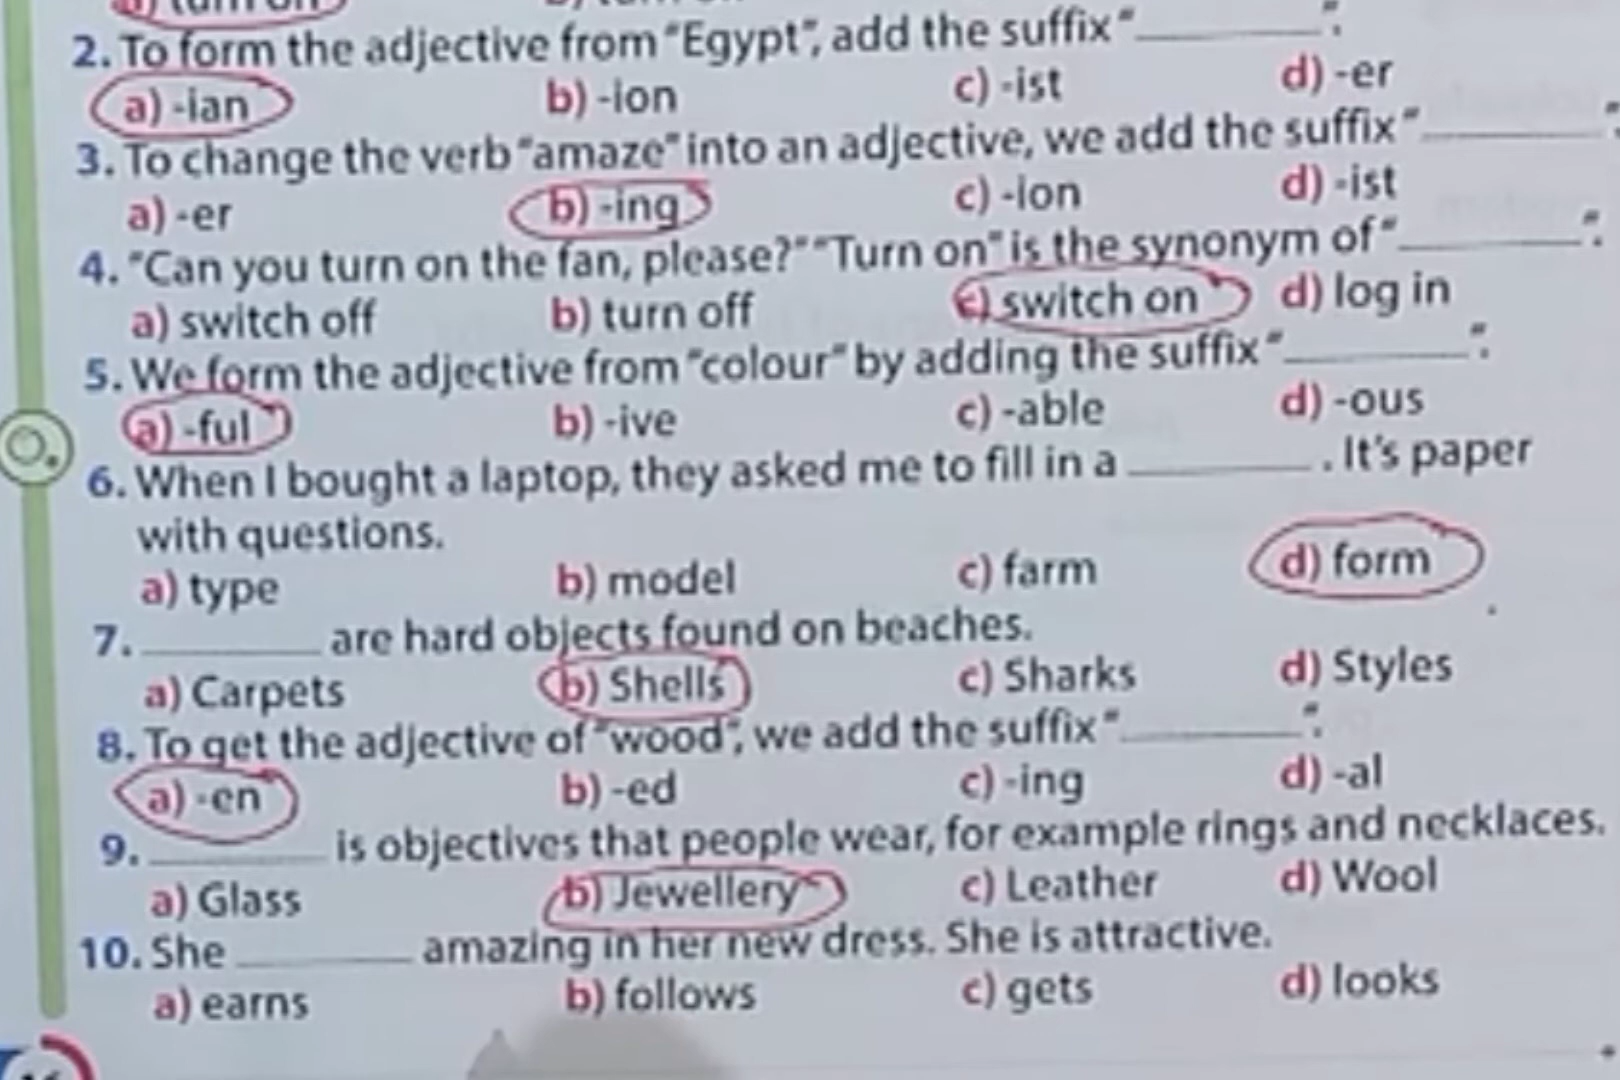 2. To form the adjective from "Egypt", add the suffix "________".
a) -ian b) -ion c) -ist d) -er
3. To change the verb "amaze" into an adjective, we add the suffix "________".
a) -er b) -ing c) -ion d) -ist
4. "Can you turn on the fan, please?" "Turn on" is the synonym of "________".
a) switch off b) turn off c) switch on d) log in
5. We form the adjective from "colour" by adding the suffix "________".
a) -ful b) -ive c) -able d) -ous
6. When I bought a laptop, they asked me to fill in a ________. It's paper
with questions.
a) type b) model c) farm d) form
7. ________ are hard objects found on beaches.
a) Carpets b) Shells c) Sharks d) Styles
8. To get the adjective of "wood", we add the suffix "________".
a) -en b) -ed c) -ing d) -al
9. ________ is objectives that people wear, for example rings and necklaces.
a) Glass b) Jewellery c) Leather d) Wool
10. She ________ amazing in her new dress. She is attractive.
a) earns b) follows c) gets d) looks